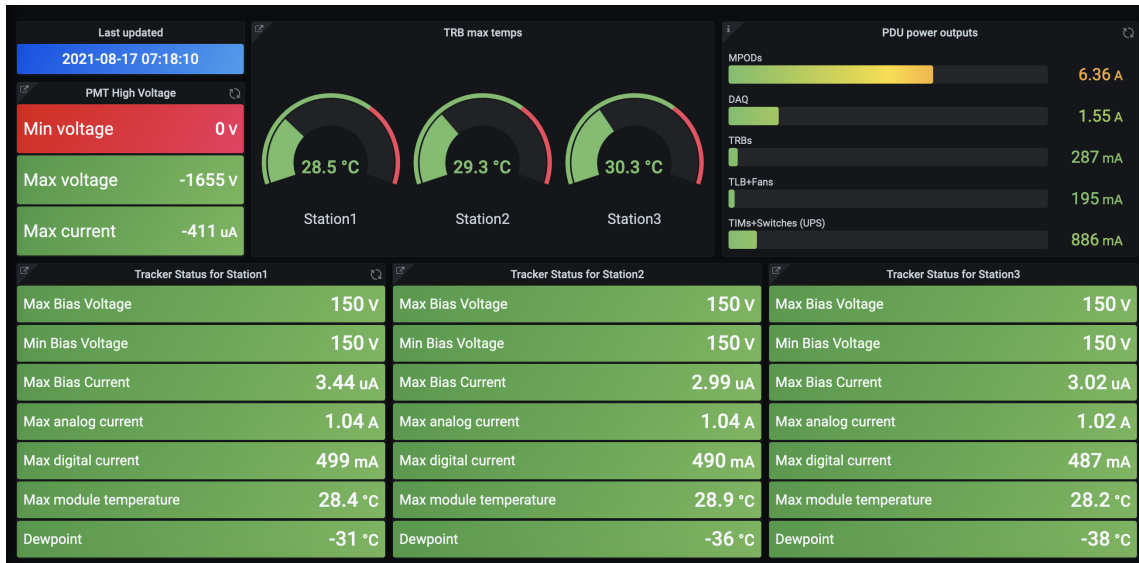 Last updated
2021-08-17 07:18:10
PMT High Voltage
Min voltage 0 V
Max voltage -1655 V
Max current -411 uA
TRB max temps
28.5 °C 29.3 °C 30.3 °C
Station1 Station2 Station3
PDU power outputs
MPODs
6.36 A
DAQ
1.55 A
TRBs
287 mA
TLB+Fans
195 mA
TIMs+Switches (UPS)
886 mA
Tracker Status for Station1
Max Bias Voltage 150 V
Min Bias Voltage 150 V
Max Bias Current 3.44 uA
Max analog current 1.04 A
Max digital current 499 mA
Max module temperature 28.4 °C
Dewpoint -31 °C
Tracker Status for Station2
Max Bias Voltage 150 V
Min Bias Voltage 150 V
Max Bias Current 2.99 uA
Max analog current 1.04 A
Max digital current 490 mA
Max module temperature 28.9 °C
Dewpoint -36 °C
Tracker Status for Station3
Max Bias Voltage 150 V
Min Bias Voltage 150 V
Max Bias Current 3.02 uA
Max analog current 1.02 A
Max digital current 487 mA
Max module temperature 28.2 °C
Dewpoint -38 °C